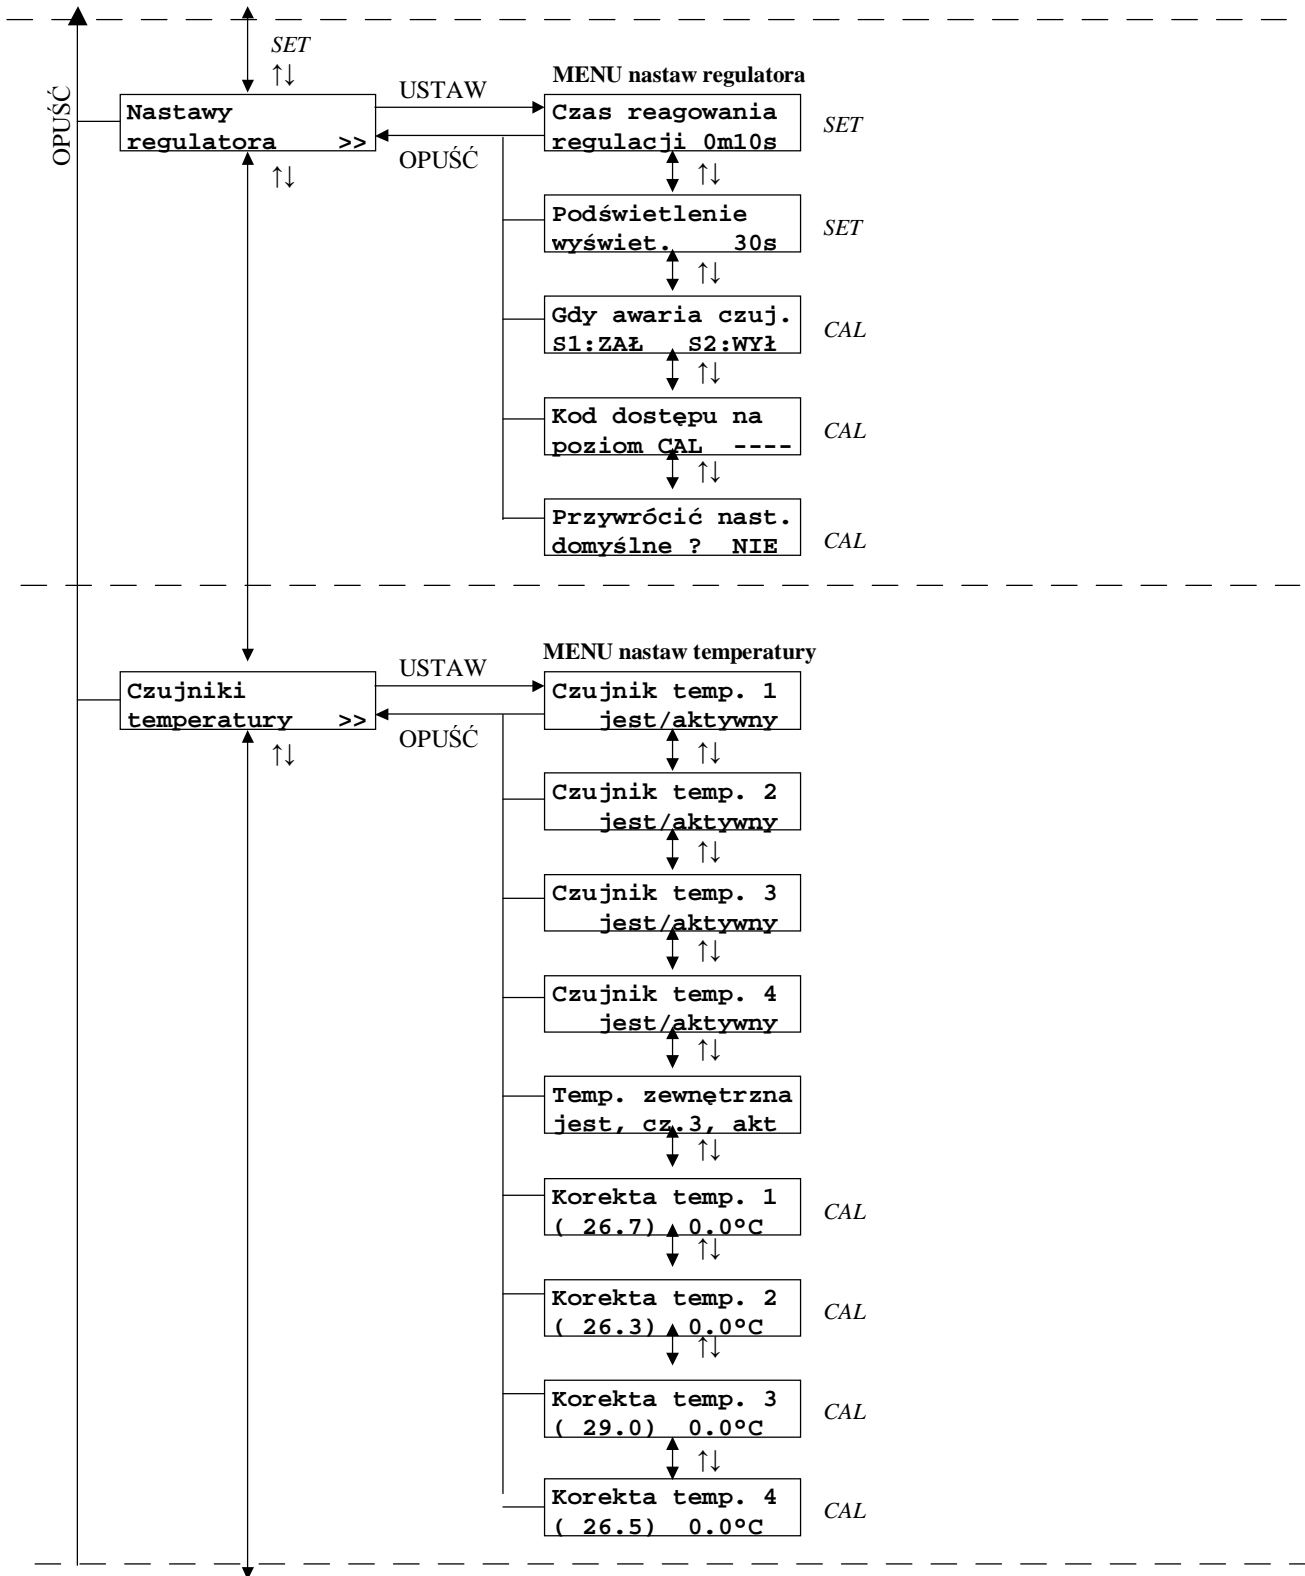 SET
↑↓
OPUŚĆ
Nastawy
regulatora >>
↑↓
USTAW
OPUŚĆ
MENU nastaw regulatora
Czas reagowania
regulacji 0m10s
SET
↑↓
Podświetlenie
wyświet. 30s
SET
↑↓
Gdy awaria czuj.
S1:ZAŁ S2:WYŁ
CAL
↑↓
Kod dostępu na
poziom CAL ----
CAL
↑↓
Przywrócić nast.
domyślne ? NIE
CAL
Czujniki
temperatury >>
↑↓
USTAW
OPUŚĆ
MENU nastaw temperatury
Czujnik temp. 1
jest/aktywny
↑↓
Czujnik temp. 2
jest/aktywny
↑↓
Czujnik temp. 3
jest/aktywny
↑↓
Czujnik temp. 4
jest/aktywny
↑↓
Temp. zewnętrzna
jest, cz.3, akt
↑↓
Korekta temp. 1
( 26.7) 0.0°C
CAL
↑↓
Korekta temp. 2
( 26.3) 0.0°C
CAL
↑↓
Korekta temp. 3
( 29.0) 0.0°C
CAL
↑↓
Korekta temp. 4
( 26.5) 0.0°C
CAL